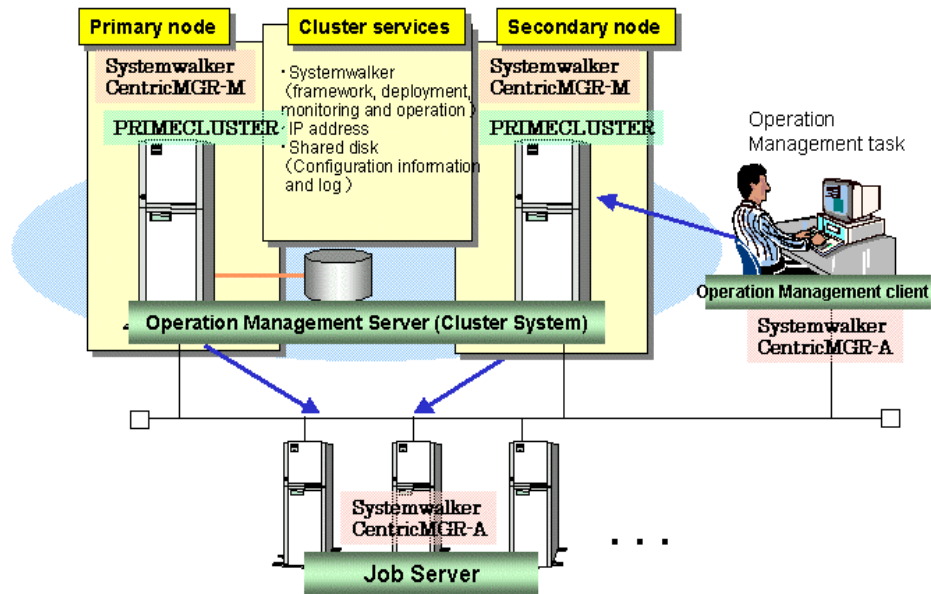 Primary node
Cluster services
Secondary node
Systemwalker
CentricMGR-M
PRIMECLUSTER
・Systemwalker
(framework, deployment,
monitoring and operation)
・IP address
・Shared disk
(Configuration information
and log)
Systemwalker
CentricMGR-M
PRIMECLUSTER
Operation
Management task
Operation Management client
Systemwalker
CentricMGR-A
Operation Management Server (Cluster System)
Systemwalker
CentricMGR-A
. . .
Job Server